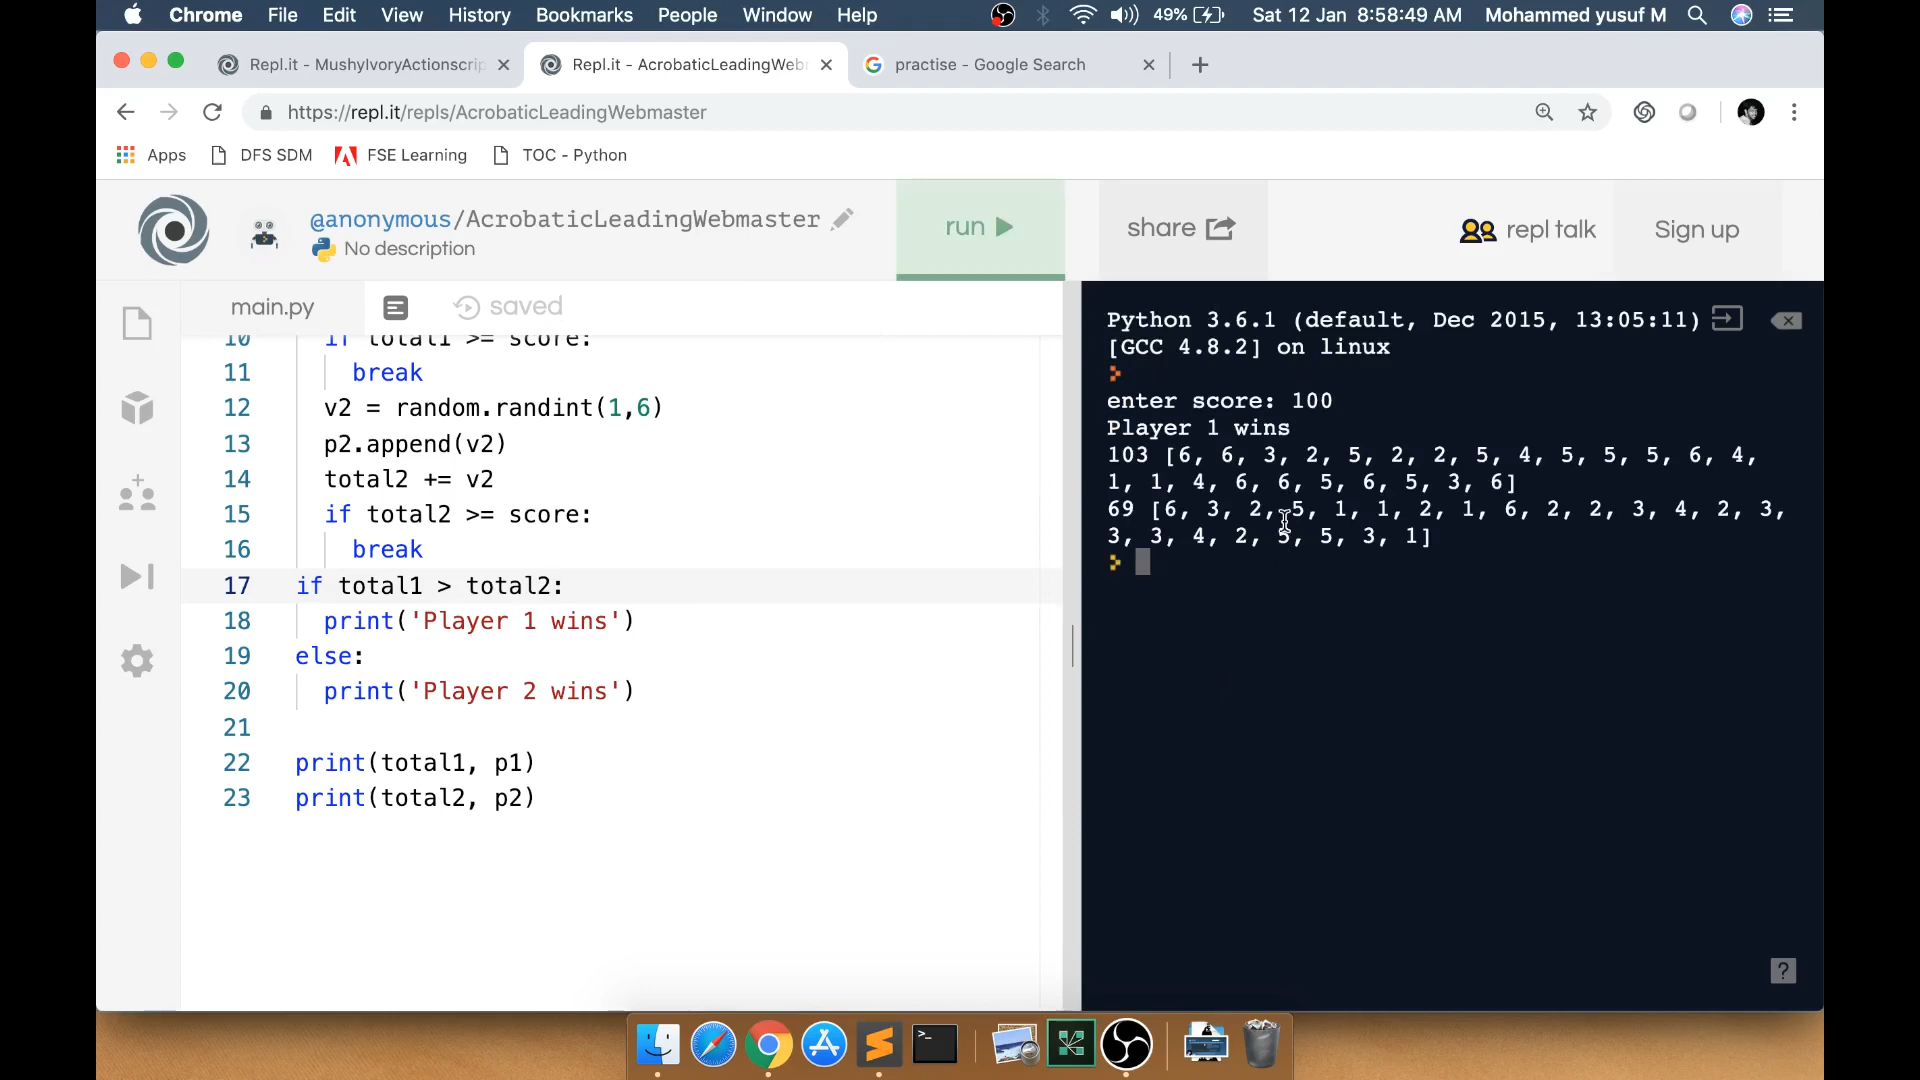 Chrome File Edit View History Bookmarks People Window Help 49% Sat 12 Jan 8:58:49 AM Mohammed yusuf M
Repl.it - MushyIvoryActionscrip Repl.it - AcrobaticLeadingWebm practise - Google Search
https://repl.it/repls/AcrobaticLeadingWebmaster
Apps DFS SDM FSE Learning TOC - Python
@anonymous/AcrobaticLeadingWebmaster
No description
run share repl talk Sign up
main.py saved
10 if total1 >= score:
11 break
12 v2 = random.randint(1,6)
13 p2.append(v2)
14 total2 += v2
15 if total2 >= score:
16 break
17 if total1 > total2:
18 print('Player 1 wins')
19 else:
20 print('Player 2 wins')
21
22 print(total1, p1)
23 print(total2, p2)
Python 3.6.1 (default, Dec 2015, 13:05:11)
[GCC 4.8.2] on linux
enter score: 100
Player 1 wins
103 [6, 6, 3, 2, 5, 2, 2, 5, 4, 5, 5, 5, 6, 4,
1, 1, 4, 6, 6, 5, 6, 5, 3, 6]
69 [6, 3, 2, 5, 1, 1, 2, 1, 6, 2, 2, 3, 4, 2, 3,
3, 3, 4, 2, 5, 5, 3, 1]